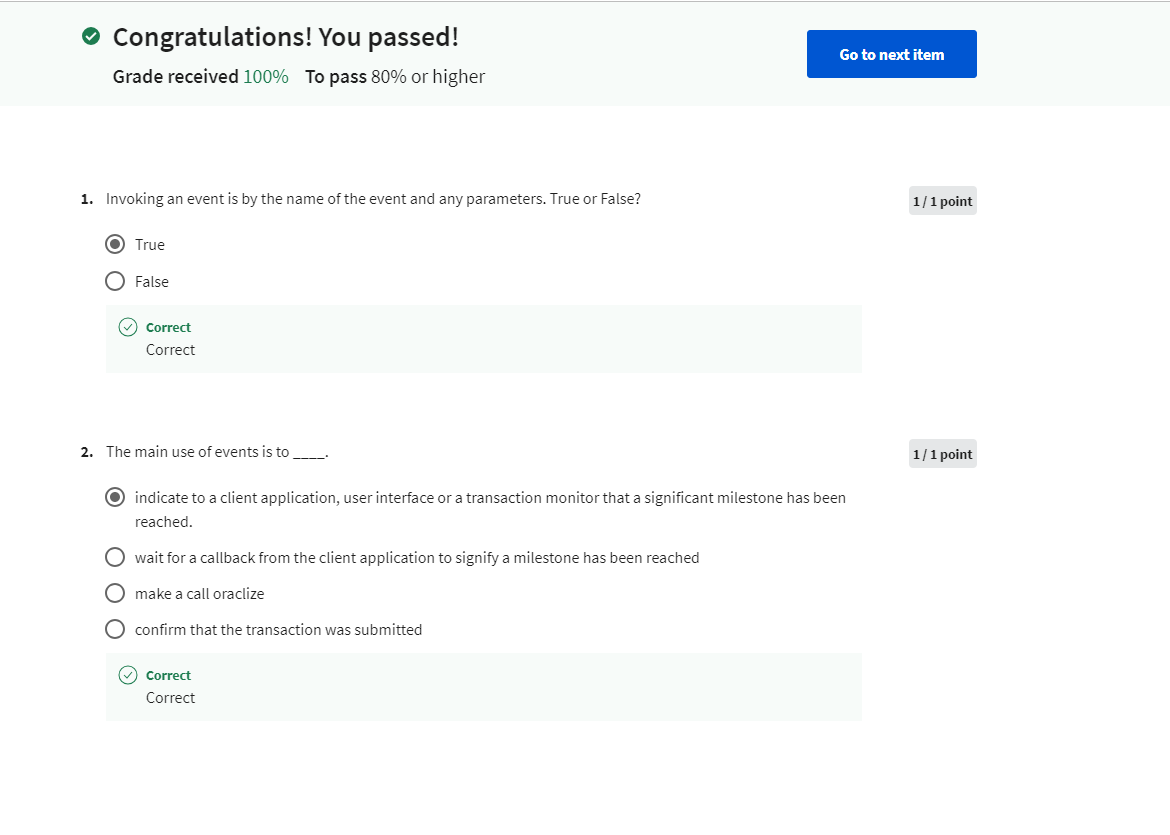 Congratulations! You passed!
Grade received 100% To pass 80% or higher
Go to next item
1. Invoking an event is by the name of the event and any parameters. True or False?
1 / 1 point
True
False
Correct
Correct
2. The main use of events is to ____.
1 / 1 point
indicate to a client application, user interface or a transaction monitor that a significant milestone has been
reached.
wait for a callback from the client application to signify a milestone has been reached
make a call oraclize
confirm that the transaction was submitted
Correct
Correct